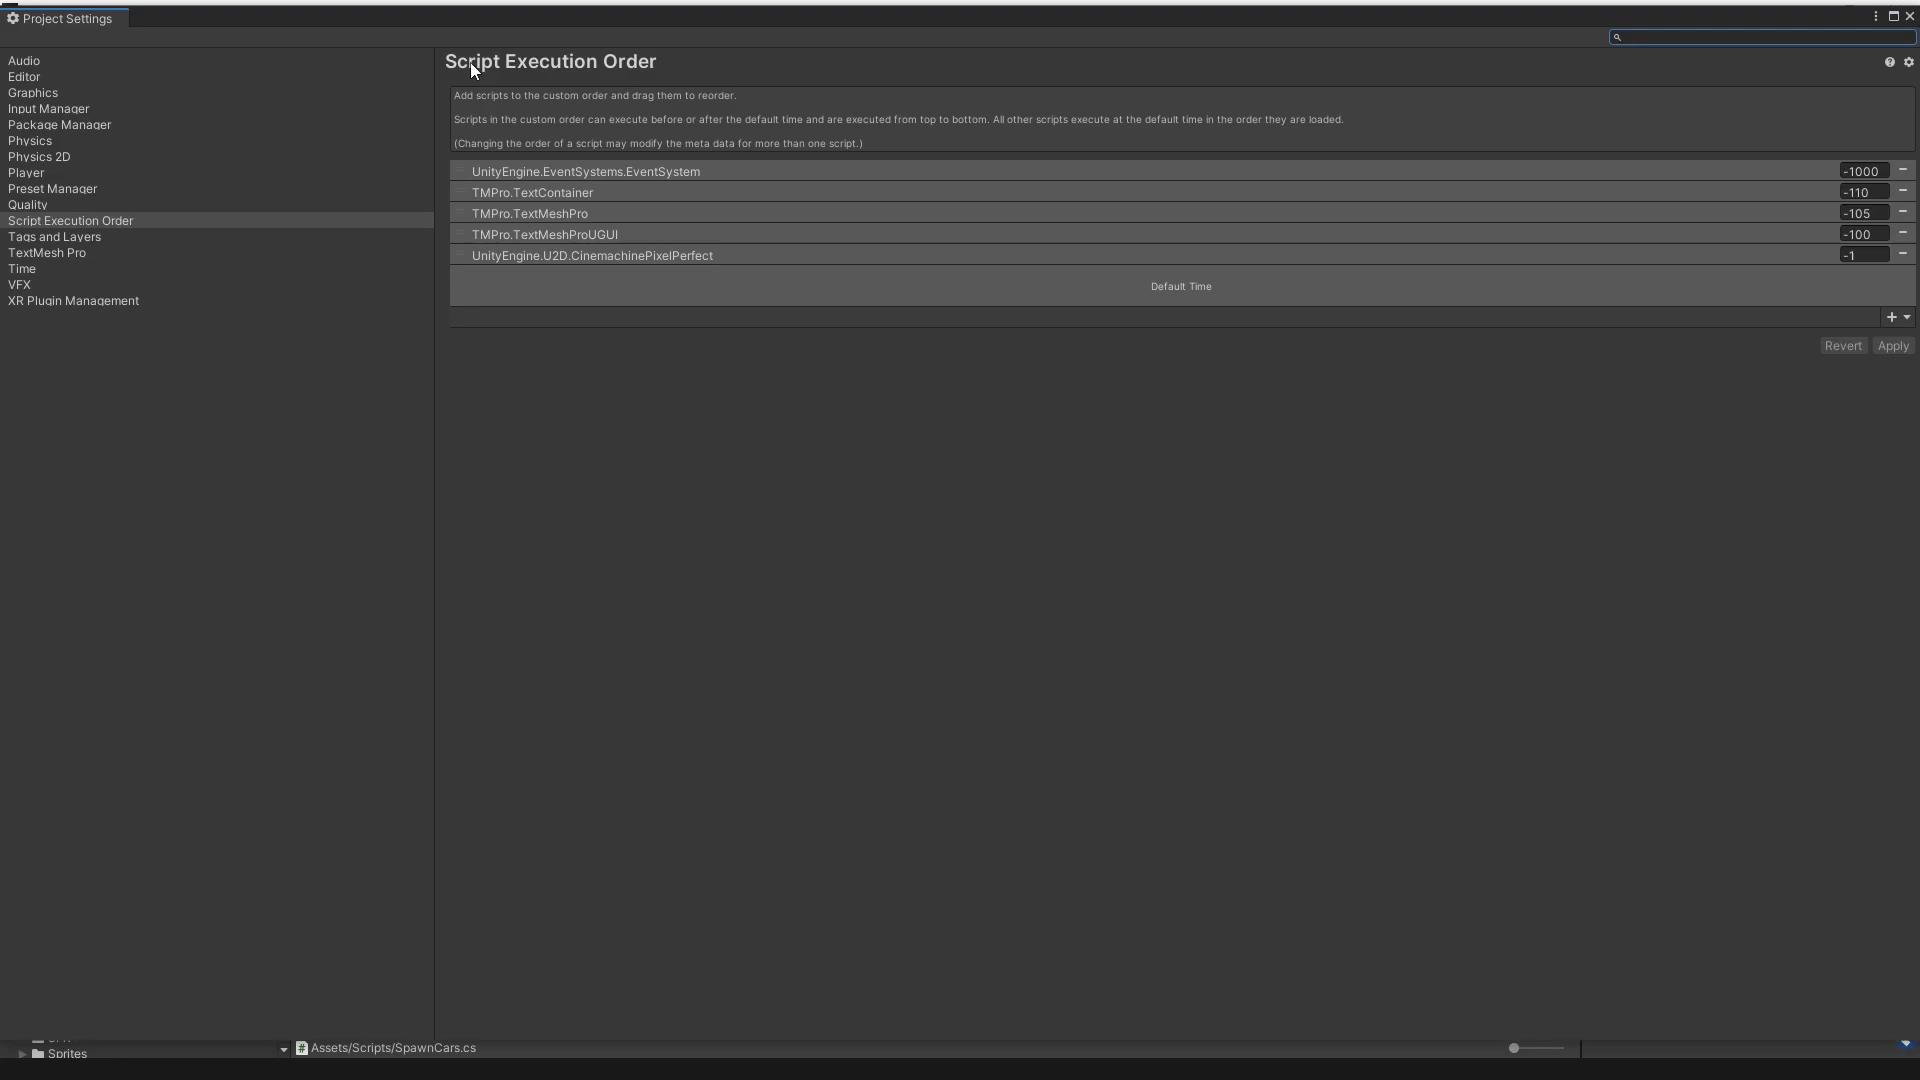 Project Settings
Audio
Editor
Graphics
Input Manager
Package Manager
Physics
Physics 2D
Player
Preset Manager
Quality
Script Execution Order
Tags and Layers
TextMesh Pro
Time
VFX
XR Plugin Management
Script Execution Order
Add scripts to the custom order and drag them to reorder.
Scripts in the custom order can execute before or after the default time and are executed from top to bottom. All other scripts execute at the default time in the order they are loaded.
(Changing the order of a script may modify the meta data for more than one script.)
UnityEngine.EventSystems.EventSystem -1000
TMPro.TextContainer -110
TMPro.TextMeshPro -105
TMPro.TextMeshProUGUI -100
UnityEngine.U2D.CinemachinePixelPerfect -1
Default Time
Revert Apply
Sprites
Assets/Scripts/SpawnCars.cs